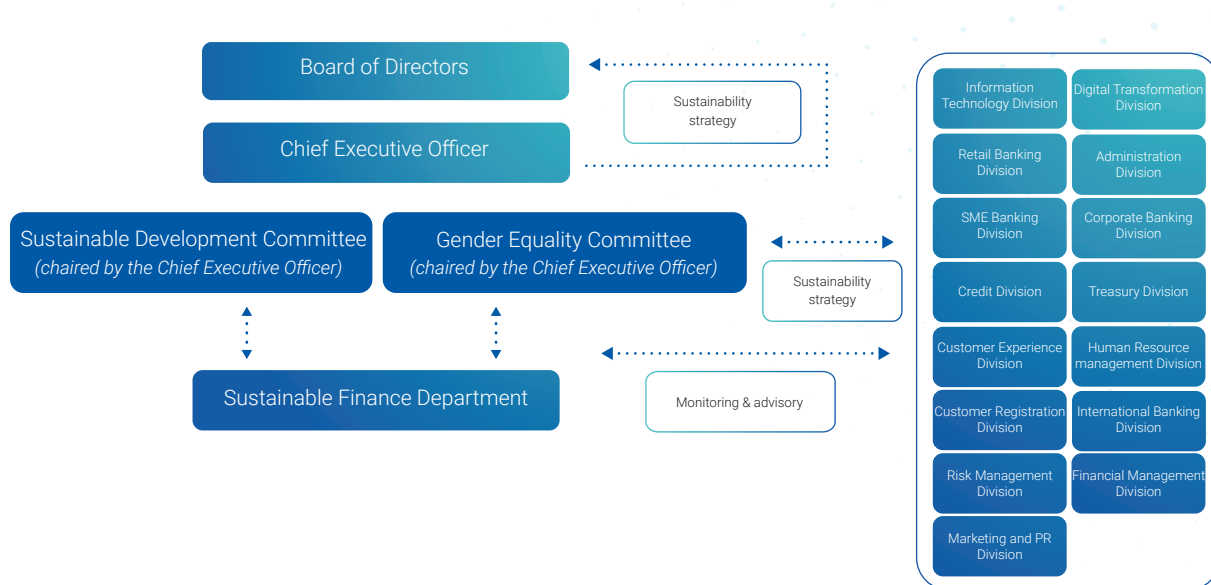 Board of Directors
Sustainability
strategy
Chief Executive Officer
Sustainable Development Committee
(chaired by the Chief Executive Officer)
Gender Equality Committee
(chaired by the Chief Executive Officer)
Sustainability
strategy
Sustainable Finance Department
Monitoring & advisory
Information
Technology Division
Digital Transformation
Division
Retail Banking
Division
Administration
Division
SME Banking
Division
Corporate Banking
Division
Credit Division
Treasury Division
Customer Experience
Division
Human Resource
management Division
Customer Registration
Division
International Banking
Division
Risk Management
Division
Financial Management
Division
Marketing and PR
Division